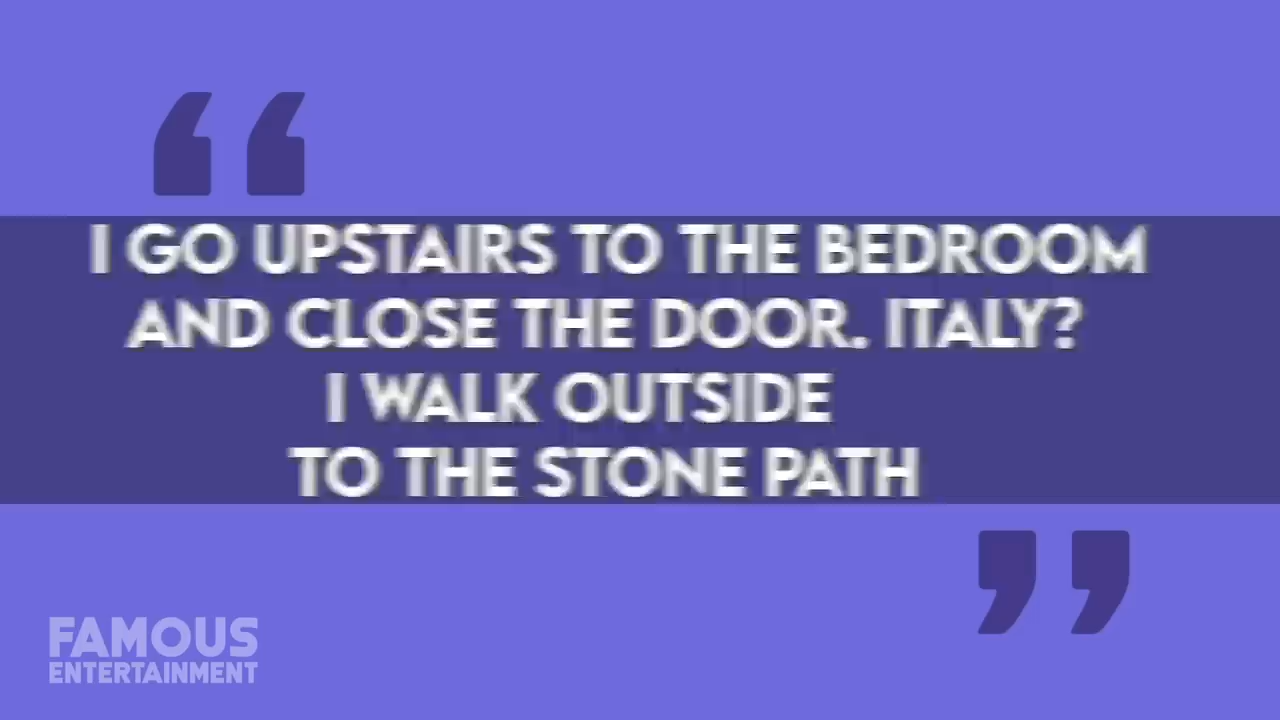 I GO UPSTAIRS TO THE BEDROOM
AND CLOSE THE DOOR. ITALY?
I WALK OUTSIDE
TO THE STONE PATH
FAMOUS
ENTERTAINMENT